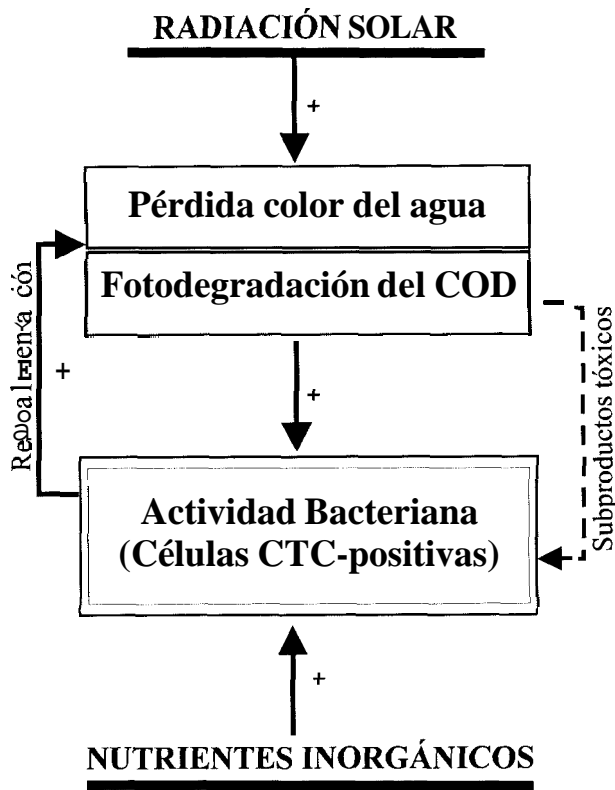 RADIACIÓN SOLAR
+
Pérdida color del agua
Fotodegradación del COD
+
+
Subproductos tóxicos
Actividad Bacteriana
(Células CTC-positivas)
+
NUTRIENTES INORGÁNICOS